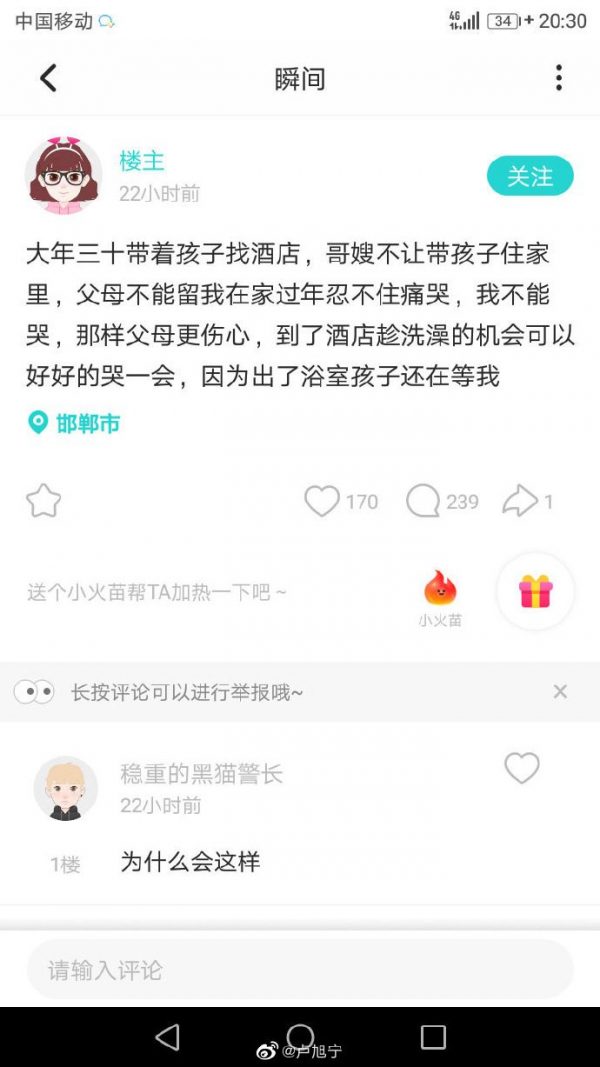 中国移动 4G 34 20:30
瞬间
楼主
22小时前
关注
大年三十带着孩子找酒店，哥嫂不让带孩子住家
里，父母不能留我在家过年忍不住痛哭，我不能
哭，那样父母更伤心，到了酒店趁洗澡的机会可以
好好的哭一会，因为出了浴室孩子还在等我
邯郸市
170 239 1
送个小火苗帮TA加热一下吧~
小火苗
长按评论可以进行举报哦~
稳重的黑猫警长
22小时前
1楼 为什么会这样
请输入评论
@卢旭宁